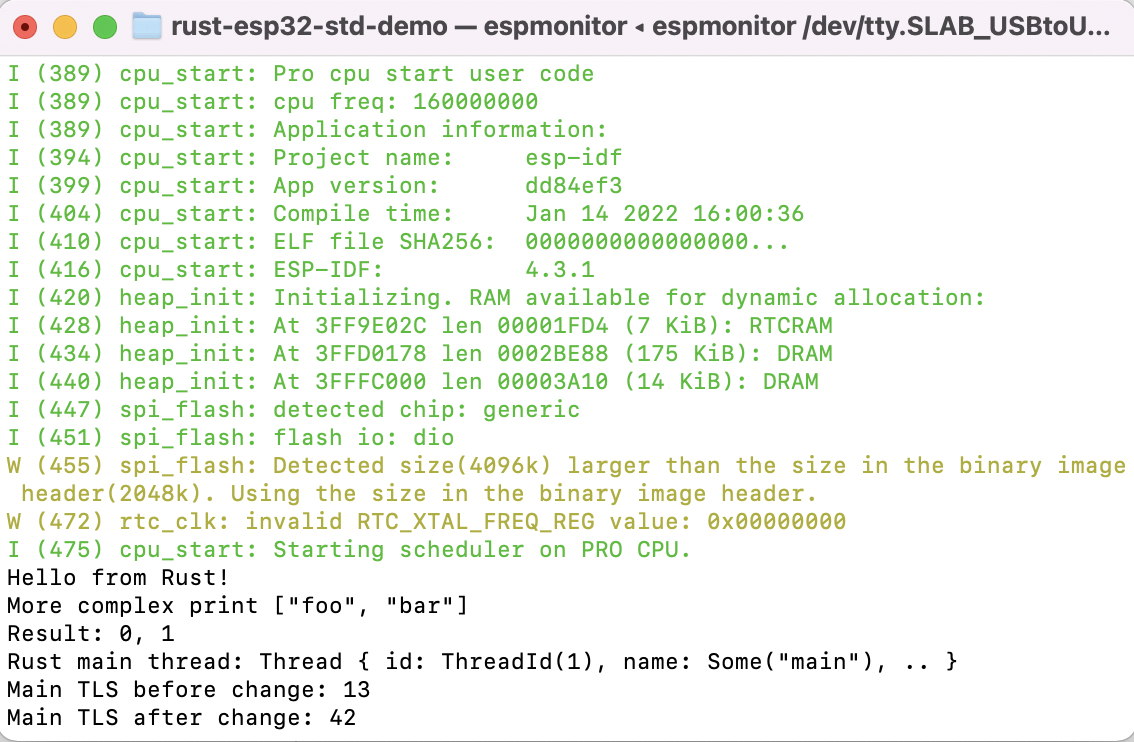 rust-esp32-std-demo — espmonitor ◂ espmonitor /dev/tty.SLAB_USBtoU...
I (389) cpu_start: Pro cpu start user code
I (389) cpu_start: cpu freq: 160000000
I (389) cpu_start: Application information:
I (394) cpu_start: Project name:     esp-idf
I (399) cpu_start: App version:      dd84ef3
I (404) cpu_start: Compile time:     Jan 14 2022 16:00:36
I (410) cpu_start: ELF file SHA256:  0000000000000000...
I (416) cpu_start: ESP-IDF:          4.3.1
I (420) heap_init: Initializing. RAM available for dynamic allocation:
I (428) heap_init: At 3FF9E02C len 00001FD4 (7 KiB): RTCRAM
I (434) heap_init: At 3FFD0178 len 0002BE88 (175 KiB): DRAM
I (440) heap_init: At 3FFFC000 len 00003A10 (14 KiB): DRAM
I (447) spi_flash: detected chip: generic
I (451) spi_flash: flash io: dio
W (455) spi_flash: Detected size(4096k) larger than the size in the binary image
 header(2048k). Using the size in the binary image header.
W (472) rtc_clk: invalid RTC_XTAL_FREQ_REG value: 0x00000000
I (475) cpu_start: Starting scheduler on PRO CPU.
Hello from Rust!
More complex print ["foo", "bar"]
Result: 0, 1
Rust main thread: Thread { id: ThreadId(1), name: Some("main"), .. }
Main TLS before change: 13
Main TLS after change: 42